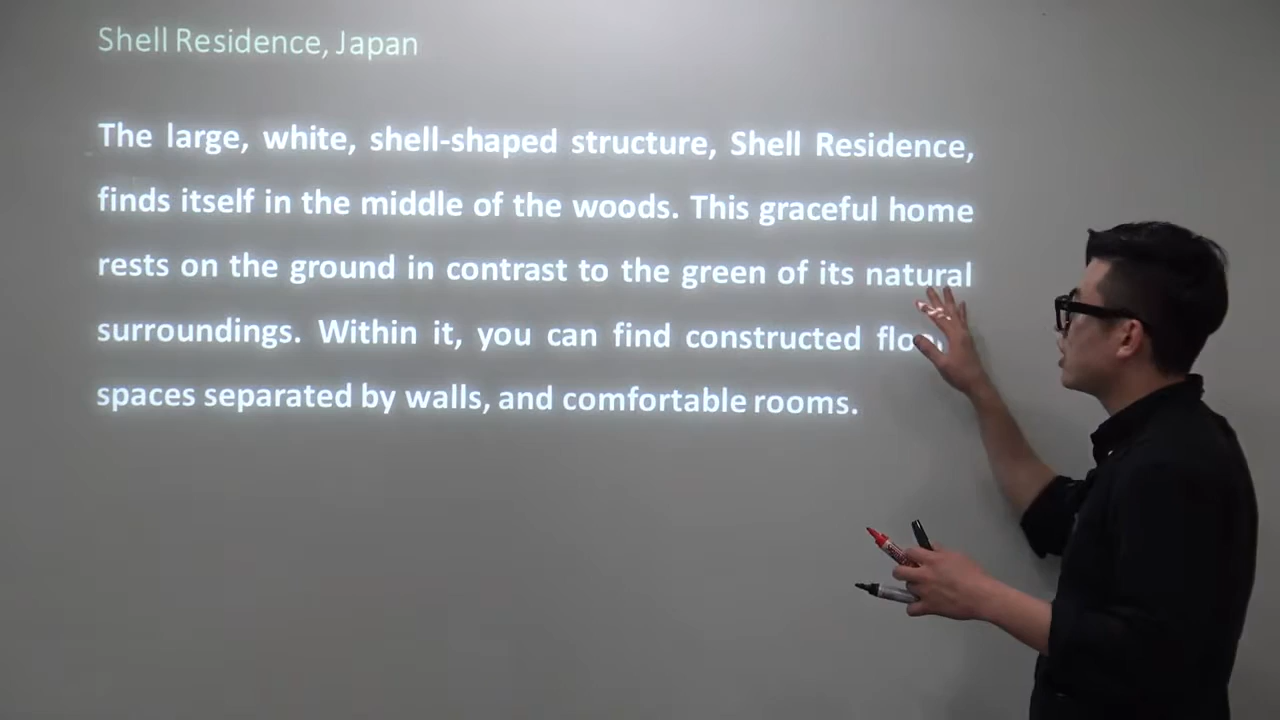 Shell Residence, Japan
The large, white, shell-shaped structure, Shell Residence,
finds itself in the middle of the woods. This graceful home
rests on the ground in contrast to the green of its natural
surroundings. Within it, you can find constructed
spaces separated by walls, and comfortable rooms.